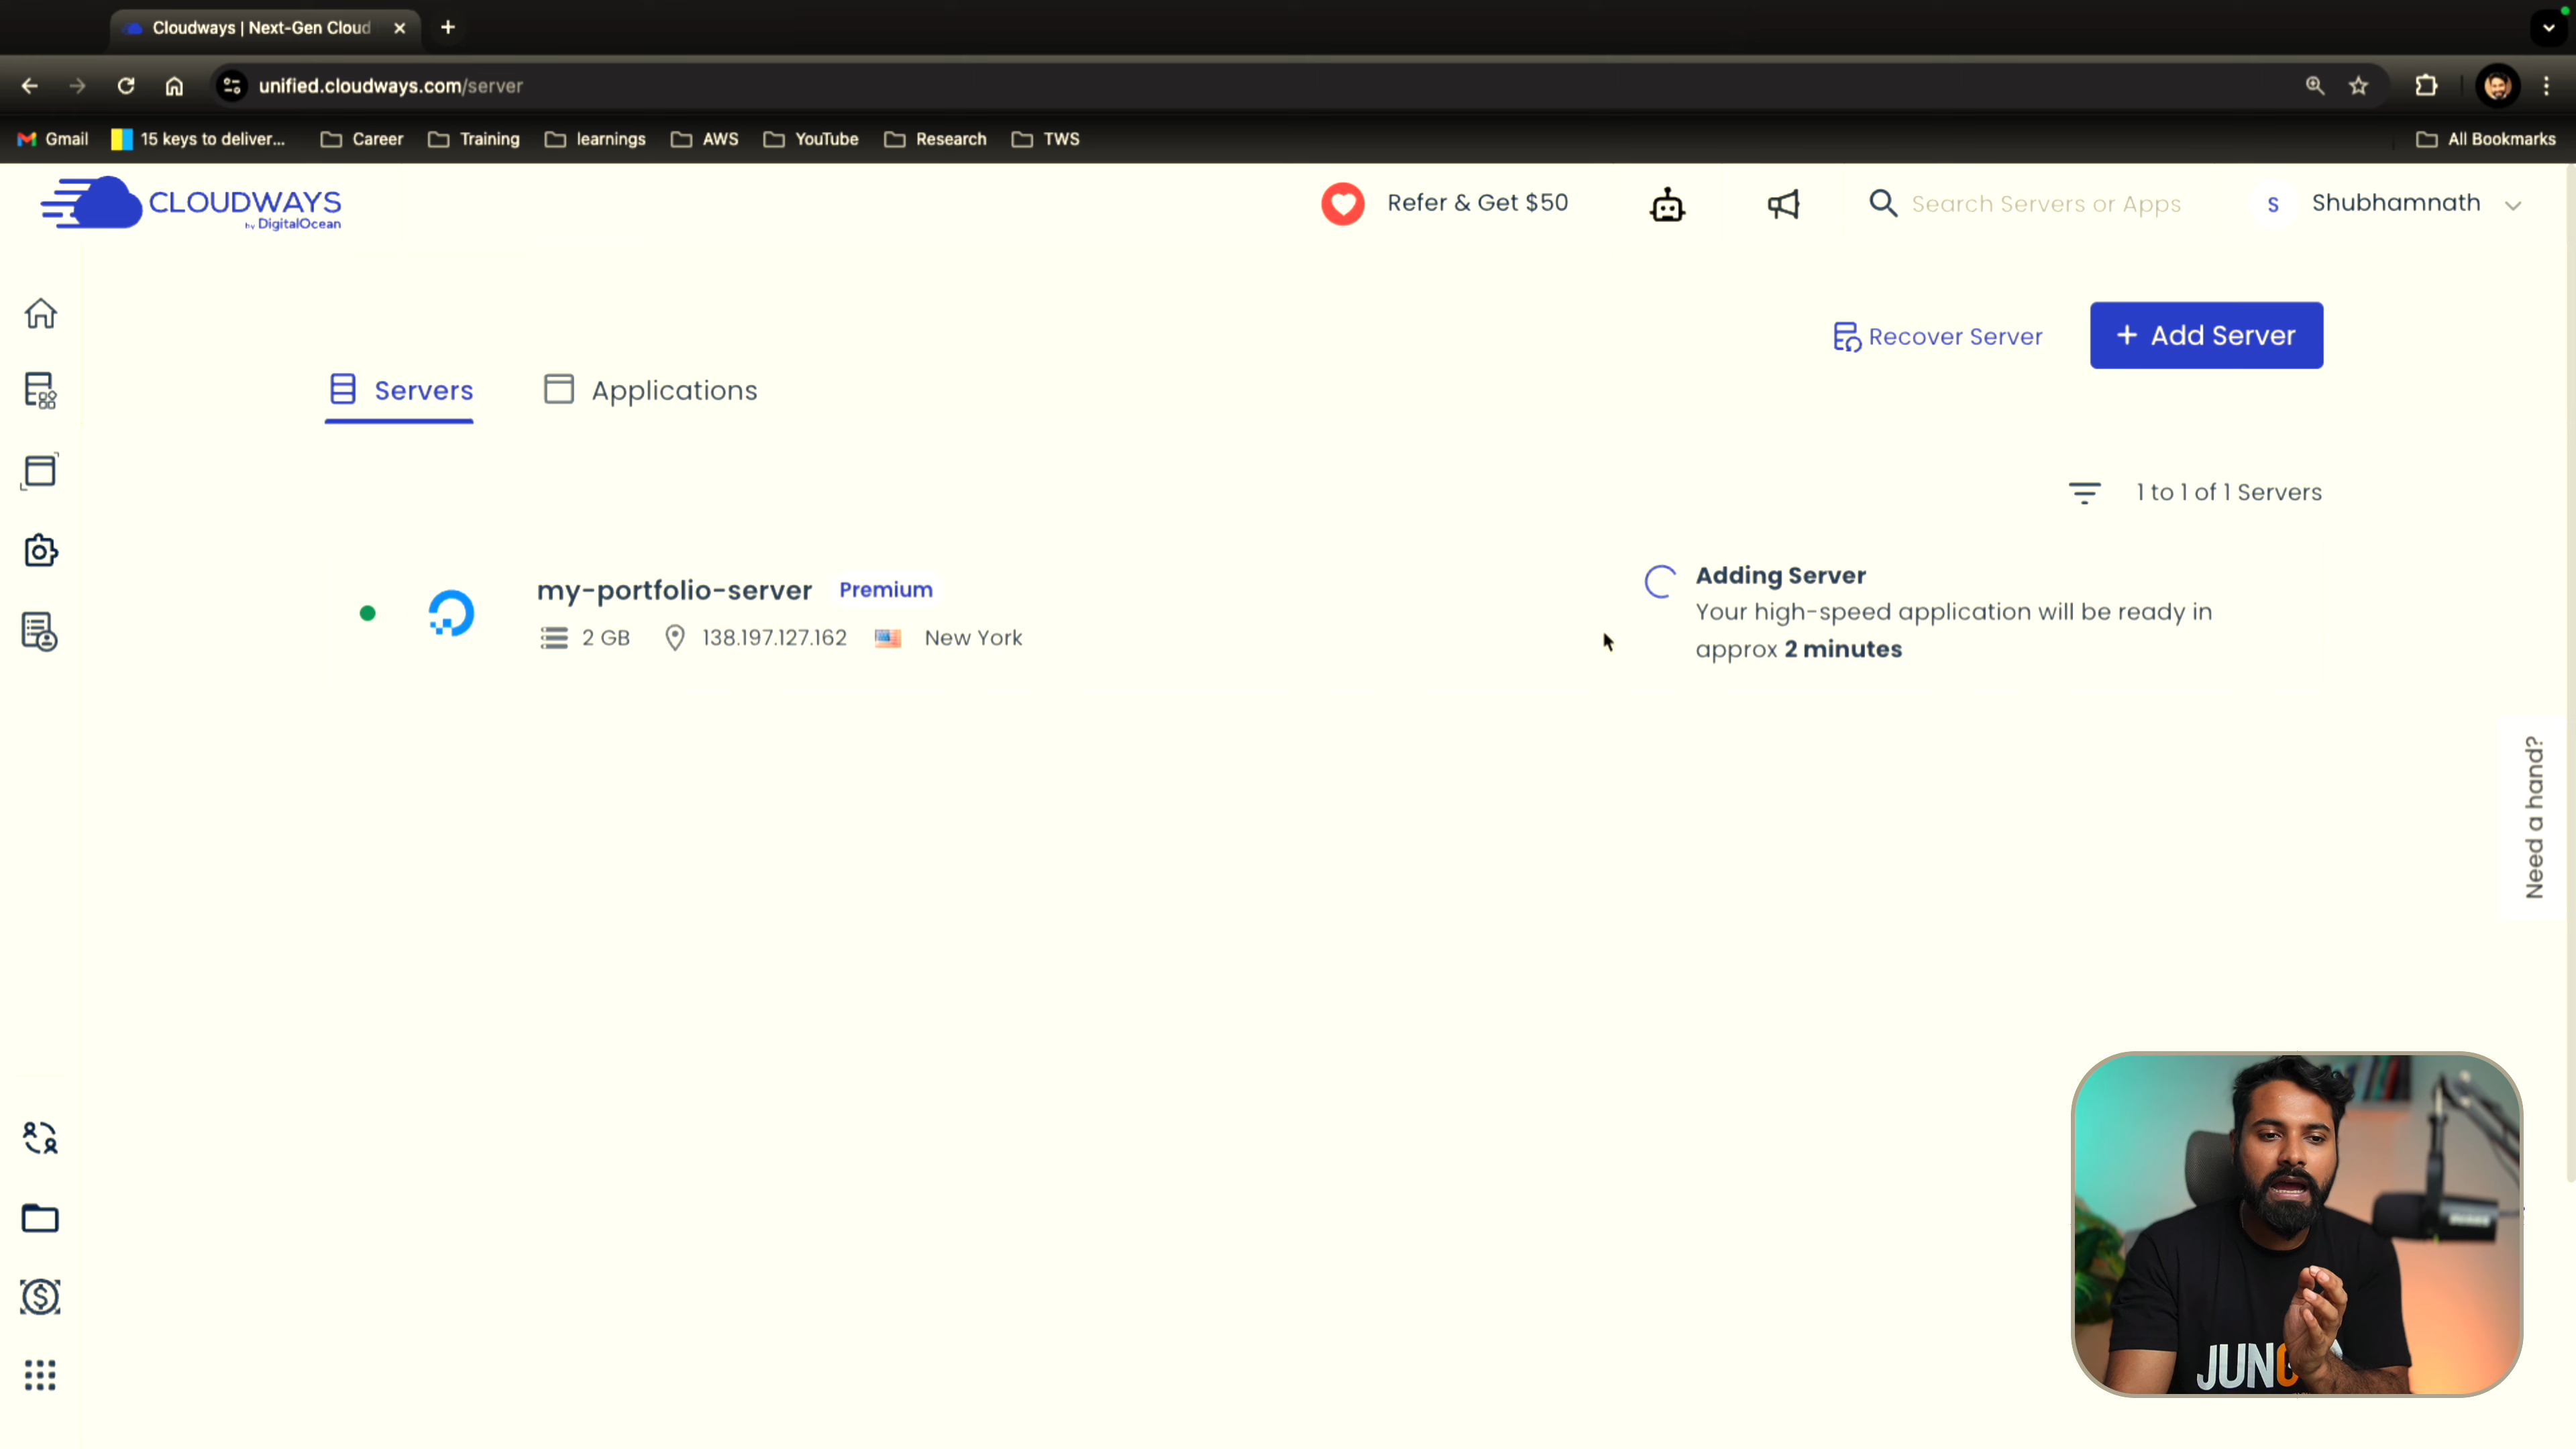 Cloudways | Next-Gen Cloud
unified.cloudways.com/server
Gmail
15 keys to deliver...
Career
Training
learnings
AWS
YouTube
Research
TWS
All Bookmarks
CLOUDWAYS
by DigitalOcean
Refer & Get $50
Search Servers or Apps
S
Shubhamnath
Recover Server
+ Add Server
Servers
Applications
1 to 1 of 1 Servers
my-portfolio-server
Premium
2 GB
138.197.127.162
New York
Adding Server
Your high-speed application will be ready in
approx 2 minutes
Need a hand?